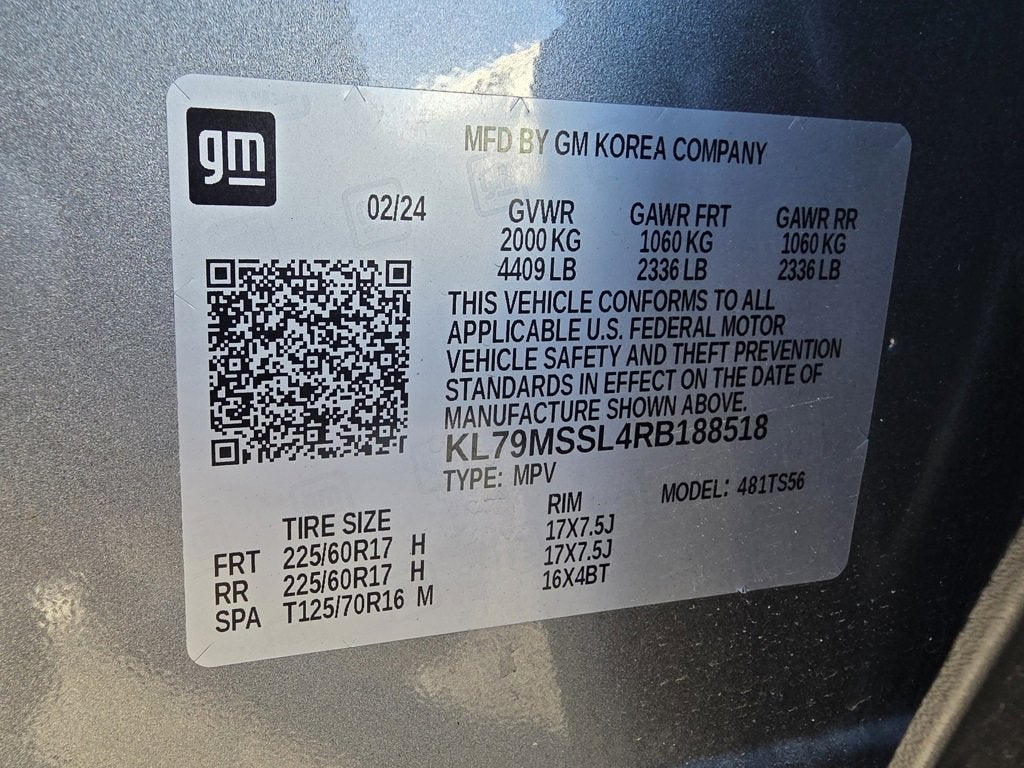 gm
MFD BY GM KOREA COMPANY
02/24
GVWR GAWR FRT GAWR RR
2000 KG 1060 KG 1060 KG
4409 LB 2336 LB 2336 LB
THIS VEHICLE CONFORMS TO ALL
APPLICABLE U.S. FEDERAL MOTOR
VEHICLE SAFETY AND THEFT PREVENTION
STANDARDS IN EFFECT ON THE DATE OF
MANUFACTURE SHOWN ABOVE.
KL79MSSL4RB188518
TYPE: MPV
MODEL: 481TS56
TIRE SIZE RIM
FRT 225/60R17 H 17X7.5J
RR 225/60R17 H 17X7.5J
SPA T125/70R16 M 16X4BT